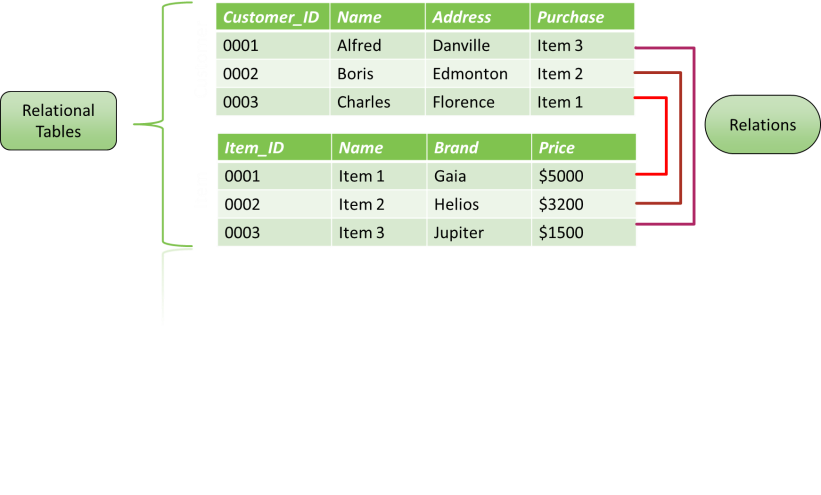 Customer_ID Name Address Purchase
0001 Alfred Danville Item 3
0002 Boris Edmonton Item 2
0003 Charles Florence Item 1
Relational
Tables
Relations
Item_ID Name Brand Price
0001 Item 1 Gaia $5000
0002 Item 2 Helios $3200
0003 Item 3 Jupiter $1500